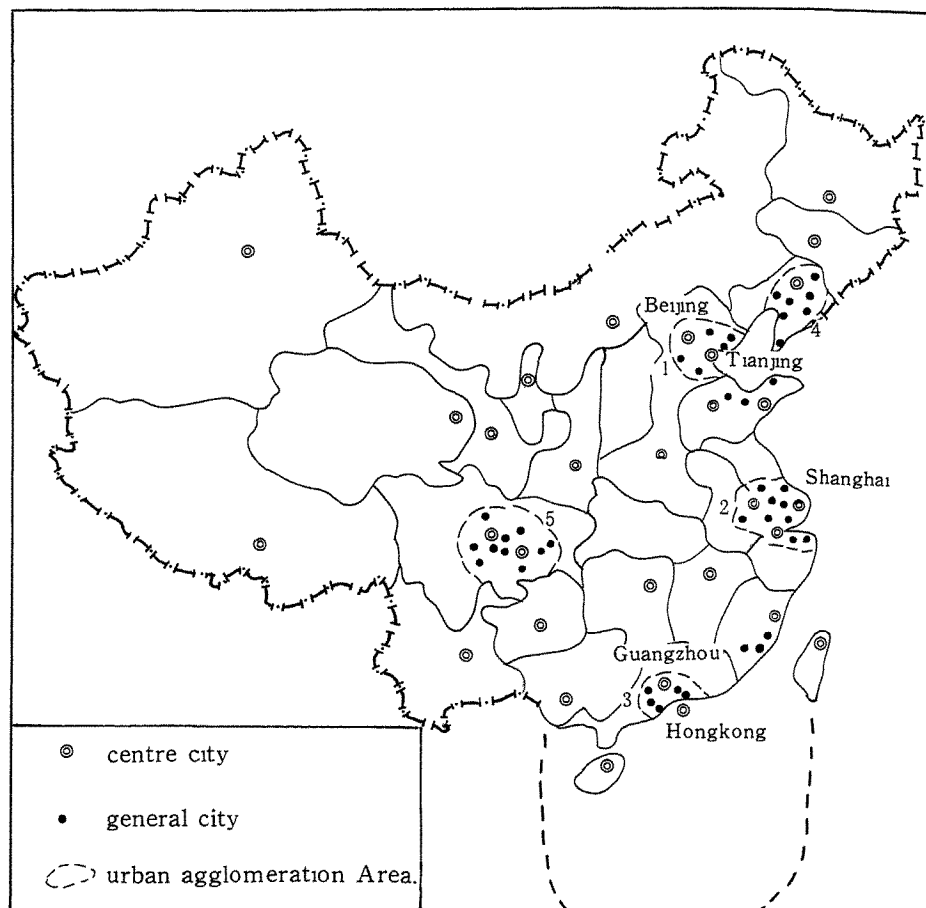 Beijing
4
1
Tianjing
Shanghai
2
5
Guangzhou
3
Hongkong
centre city
general city
urban agglomeration Area.